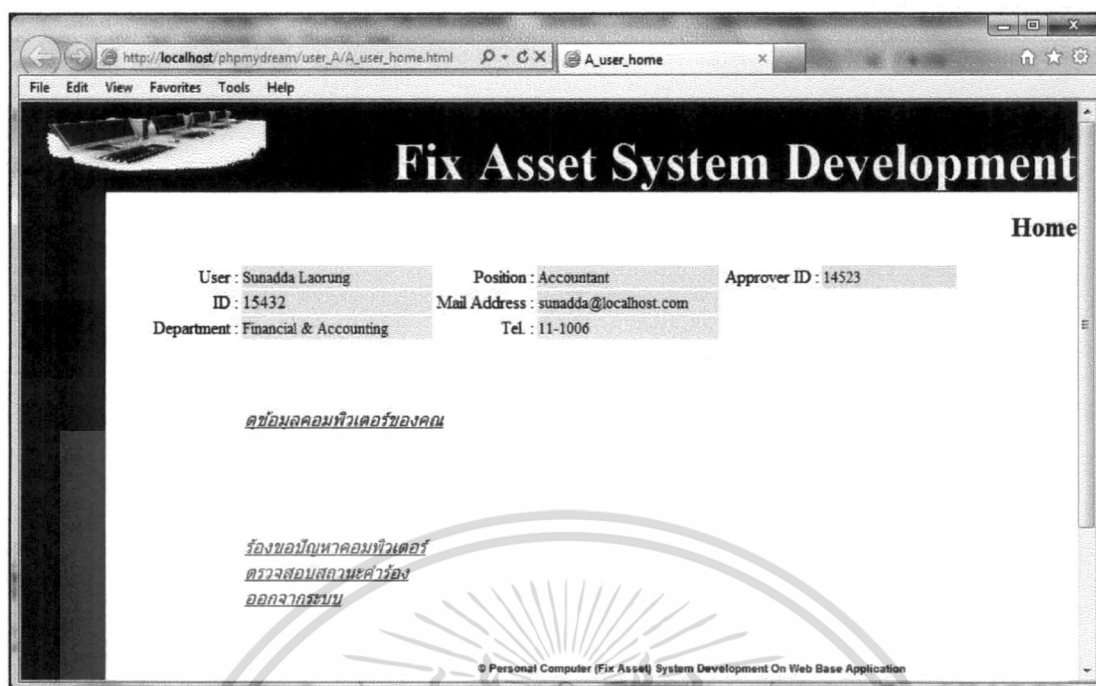 http://localhost/phpmydream/user_A/A_user_home.html A_user_home
File Edit View Favorites Tools Help
Fix Asset System Development
Home
User : Sunadda Laorung Position : Accountant Approver ID : 14523
ID : 15432 Mail Address : sunadda@localhost.com
Department : Financial & Accounting Tel. : 11-1006
ดูข้อมูลคอมพิวเตอร์ของคุณ
ร้องขอปัญหาคอมพิวเตอร์
ตรวจสอบสถานะคำร้อง
ออกจากระบบ
© Personal Computer (Fix Asset) System Development On Web Base Application